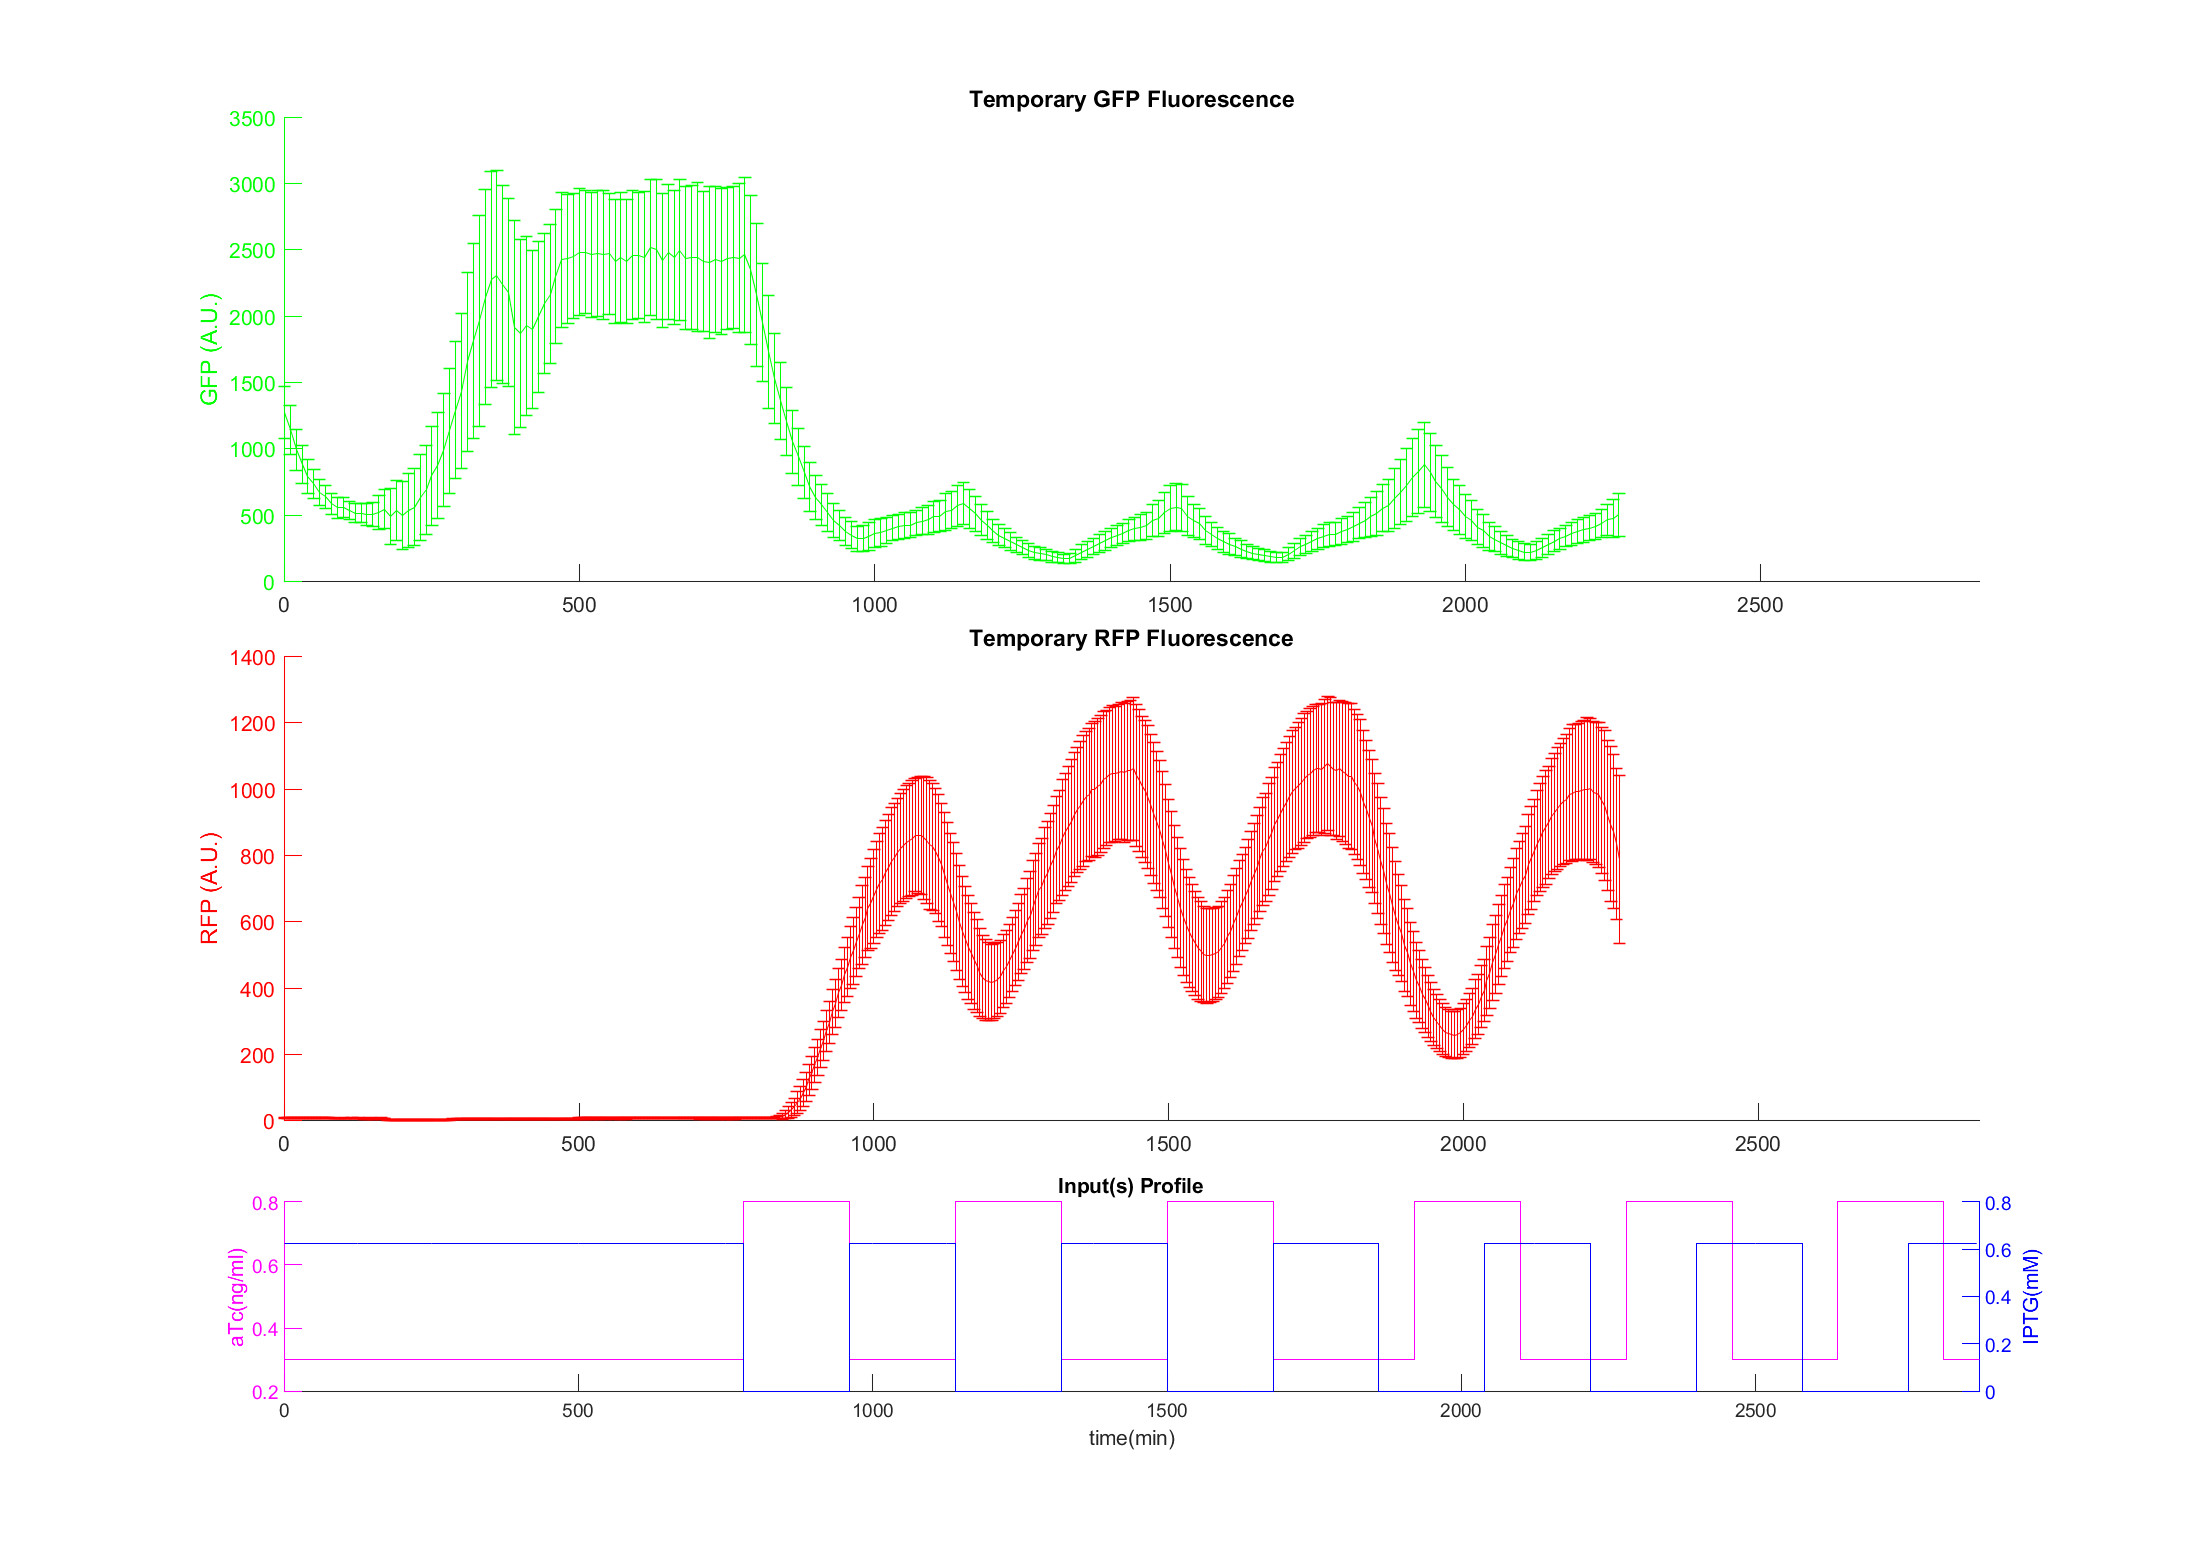 Temporary GFP Fluorescence
GFP (A.U.)
3500
3000
2500
2000
1500
1000
500
0
0 500 1000 1500 2000 2500
Temporary RFP Fluorescence
RFP (A.U.)
1400
1200
1000
800
600
400
200
0
0 500 1000 1500 2000 2500
Input(s) Profile
aTc(ng/ml)
0.8
0.6
0.4
0.2
0.8
0.6
0.4
0.2
0
IPTG(mM)
0 500 1000 1500 2000 2500
time(min)